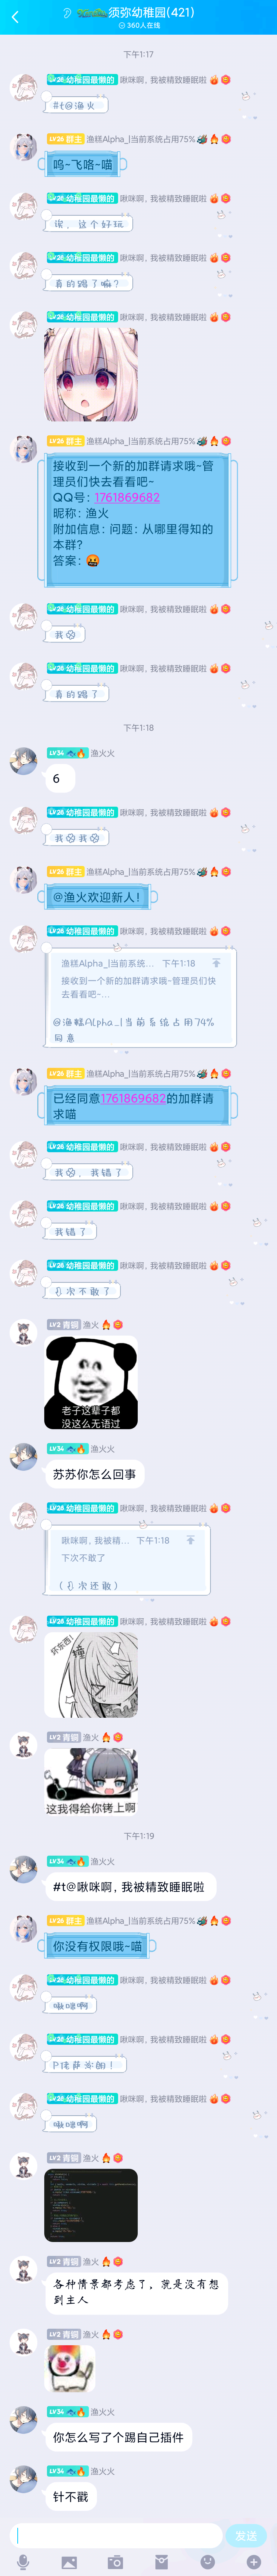 须弥幼稚园(421)
360人在线
下午1:17
LV26 幼稚园最懒的 啾咪啊，我被精致睡眠啦
#t@渔火
LV26 群主 渔糕Alpha_|当前系统占用75%
呜~飞咯~喵
LV26 幼稚园最懒的 啾咪啊，我被精致睡眠啦
诶，这个好玩
LV26 幼稚园最懒的 啾咪啊，我被精致睡眠啦
真的踢了嘛？
LV26 幼稚园最懒的 啾咪啊，我被精致睡眠啦
LV26 群主 渔糕Alpha_|当前系统占用75%
接收到一个新的加群请求哦~管
理员们快去看看吧~
QQ号：1761869682
昵称：渔火
附加信息：问题：从哪里得知的
本群？
答案：🤬
LV26 幼稚园最懒的 啾咪啊，我被精致睡眠啦
LV26 幼稚园最懒的 啾咪啊，我被精致睡眠啦
真的踢了
下午1:18
LV34 🐟🔥 渔火火
6
LV26 幼稚园最懒的 啾咪啊，我被精致睡眠啦
LV26 群主 渔糕Alpha_|当前系统占用75%
@渔火欢迎新人！
LV26 幼稚园最懒的 啾咪啊，我被精致睡眠啦
渔糕Alpha_|当前系统... 下午1:18
接收到一个新的加群请求哦~管理员们快
去看看吧~...
@渔糕Alpha_|当前系统占用74%
同意
LV26 群主 渔糕Alpha_|当前系统占用75%
已经同意1761869682的加群请
求喵
LV26 幼稚园最懒的 啾咪啊，我被精致睡眠啦
我错了
LV26 幼稚园最懒的 啾咪啊，我被精致睡眠啦
我错了
LV26 幼稚园最懒的 啾咪啊，我被精致睡眠啦
下次不敢了
LV2 青铜 渔火
老子这辈子都
没这么无语过
LV34 🐟🔥 渔火火
苏苏你怎么回事
LV26 幼稚园最懒的 啾咪啊，我被精致睡眠啦
啾咪啊，我被精... 下午1:18
下次不敢了
（下次还敢）
LV26 幼稚园最懒的 啾咪啊，我被精致睡眠啦
坏东西！
撞
LV2 青铜 渔火
这我得给你铐上啊
下午1:19
LV34 🐟🔥 渔火火
#t@啾咪啊，我被精致睡眠啦
LV26 群主 渔糕Alpha_|当前系统占用75%
你没有权限哦~喵
LV26 幼稚园最懒的 啾咪啊，我被精致睡眠啦
LV26 幼稚园最懒的 啾咪啊，我被精致睡眠啦
LV26 幼稚园最懒的 啾咪啊，我被精致睡眠啦
LV2 青铜 渔火
LV2 青铜 渔火
各种情景都考虑了，就是没有想
到主人
LV2 青铜 渔火
LV34 🐟🔥 渔火火
你怎么写了个踢自己插件
LV34 🐟🔥 渔火火
针不戳
发送